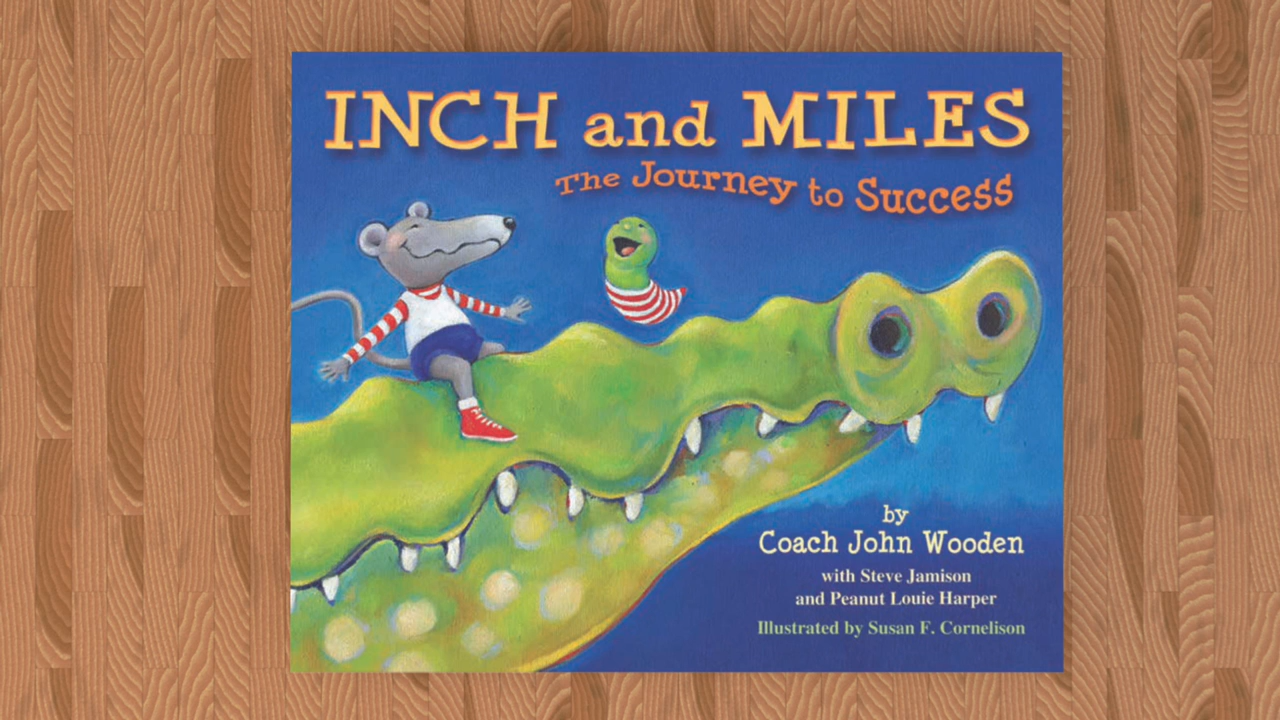 INCH and MILES
The Journey to Success
by
Coach John Wooden
with Steve Jamison
and Peanut Louie Harper
Illustrated by Susan F. Cornelison